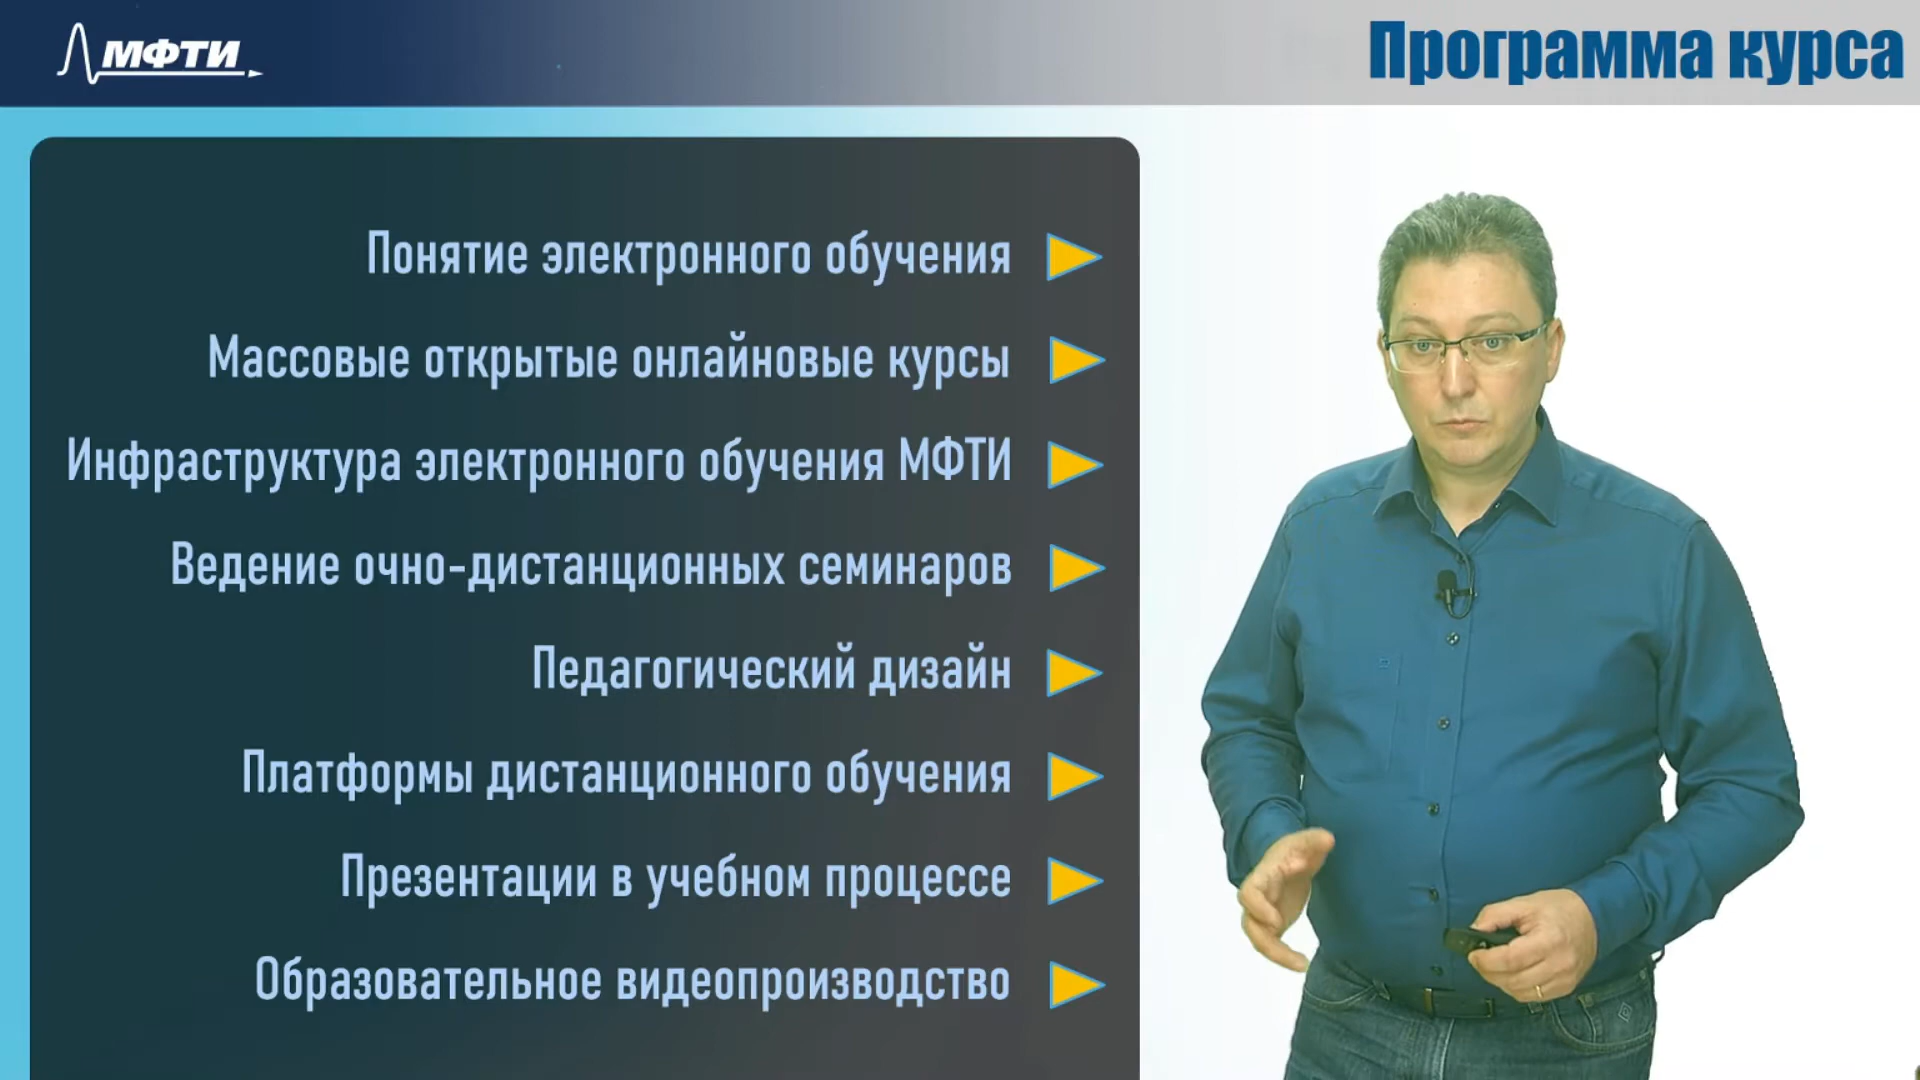 МФТИ
Программа курса
Понятие электронного обучения
Массовые открытые онлайновые курсы
Инфраструктура электронного обучения МФТИ
Ведение очно-дистанционных семинаров
Педагогический дизайн
Платформы дистанционного обучения
Презентации в учебном процессе
Образовательное видеопроизводство